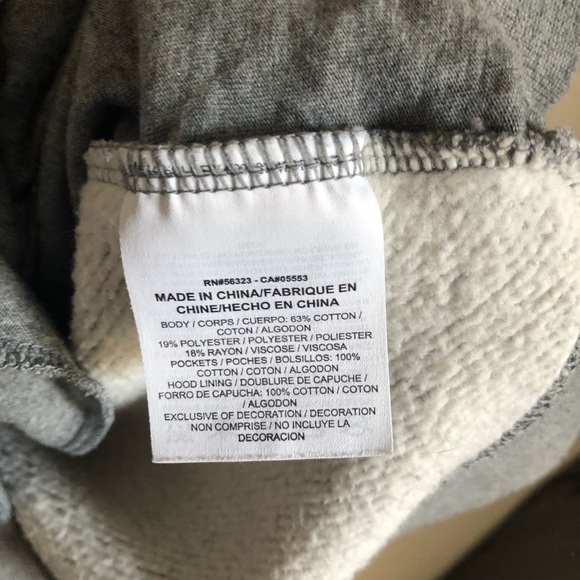 RN#56323 - CA#05553
MADE IN CHINA/FABRIQUE EN
CHINE/HECHO EN CHINA
BODY / CORPS / CUERPO: 63% COTTON /
COTON / ALGODON
19% POLYESTER / POLYESTER / POLIESTER
18% RAYON / VISCOSE / VISCOSA
POCKETS / POCHES / BOLSILLOS: 100%
COTTON / COTON / ALGODON
HOOD LINING / DOUBLURE DE CAPUCHE /
FORRO DE CAPUCHA: 100% COTTON / COTON
/ ALGODON
EXCLUSIVE OF DECORATION / DECORATION
NON COMPRISE / NO INCLUYE LA
DECORACION